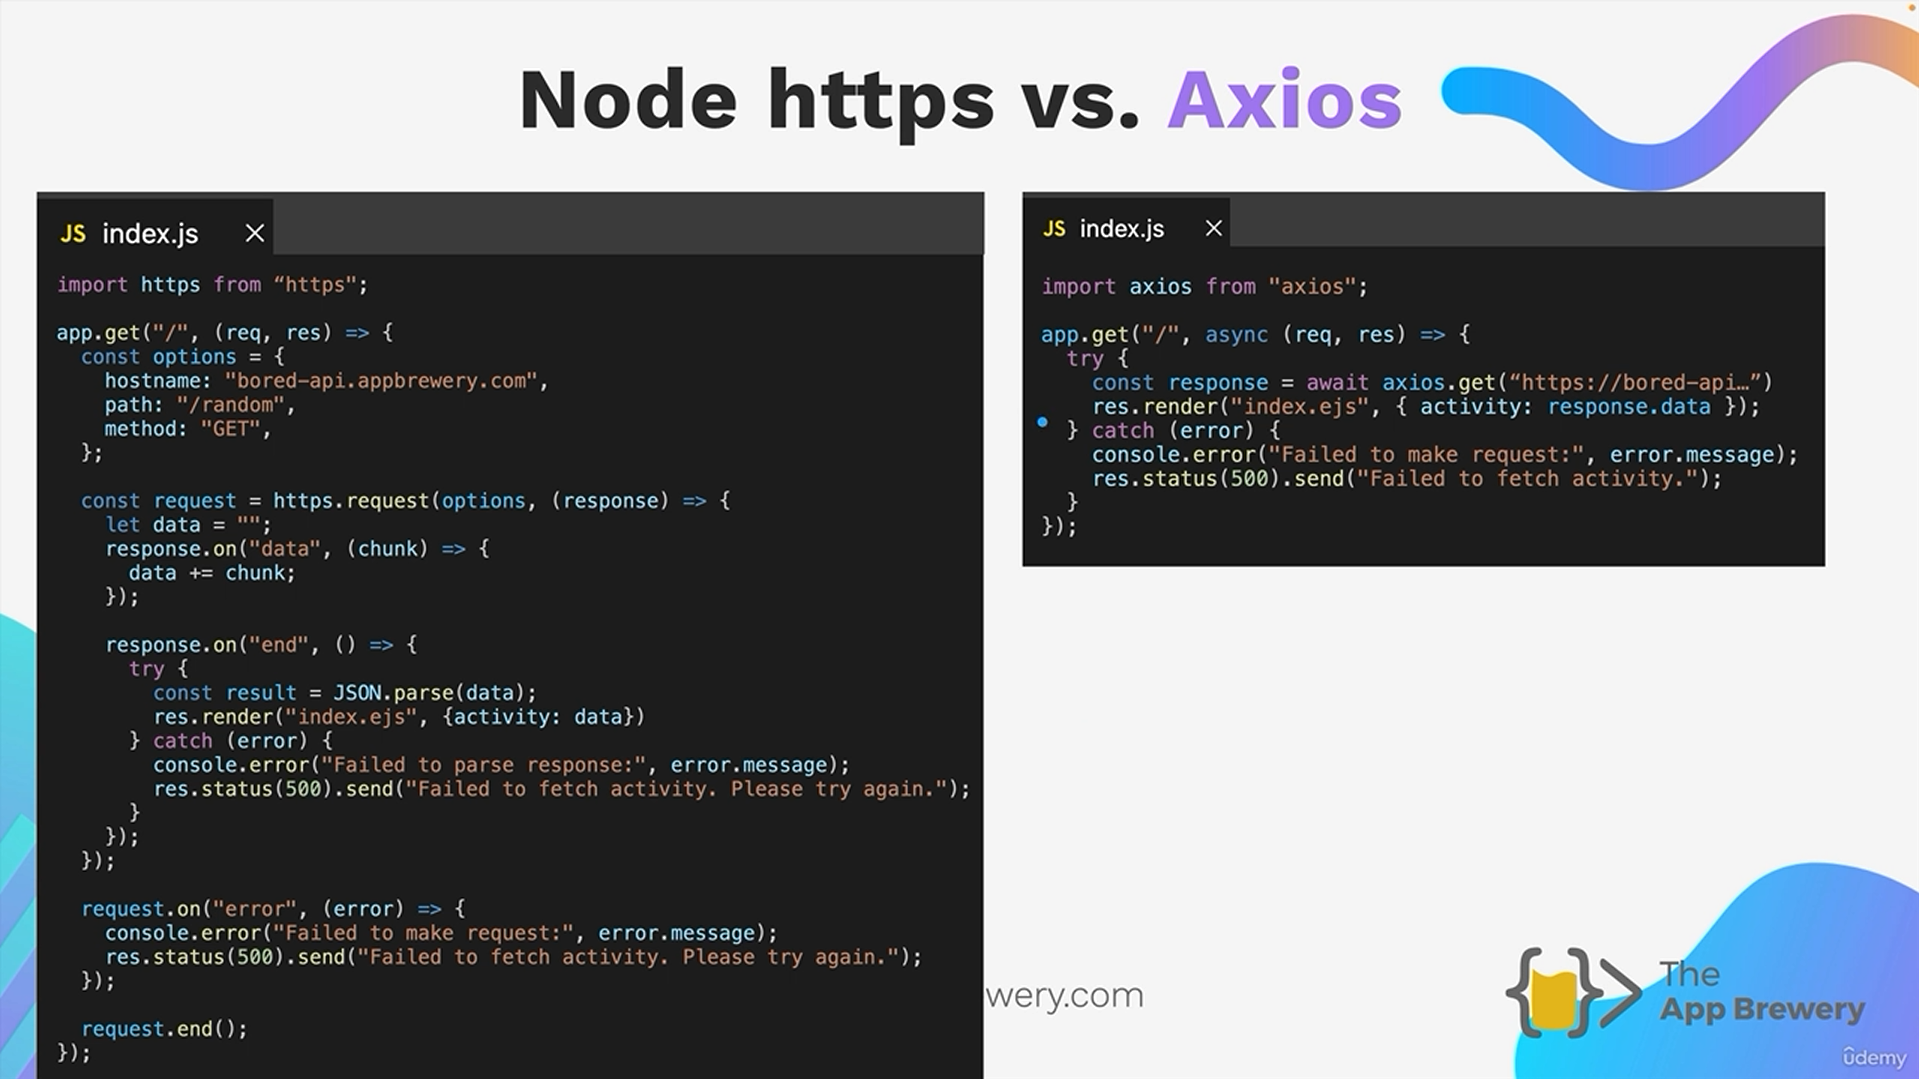 Node https vs. Axios
JS index.js ×
import https from “https";
app.get("/", (req, res) => {
  const options = {
    hostname: "bored-api.appbrewery.com",
    path: "/random",
    method: "GET",
  };
  const request = https.request(options, (response) => {
    let data = "";
    response.on("data", (chunk) => {
      data += chunk;
    });
    response.on("end", () => {
      try {
        const result = JSON.parse(data);
        res.render("index.ejs", {activity: data})
      } catch (error) {
        console.error("Failed to parse response:", error.message);
        res.status(500).send("Failed to fetch activity. Please try again.");
      }
    });
  });
  request.on("error", (error) => {
    console.error("Failed to make request:", error.message);
    res.status(500).send("Failed to fetch activity. Please try again.");
  });
  request.end();
});
JS index.js ×
import axios from "axios";
app.get("/", async (req, res) => {
  try {
    const response = await axios.get(“https://bored-api…”)
    res.render("index.ejs", { activity: response.data });
  } catch (error) {
    console.error("Failed to make request:", error.message);
    res.status(500).send("Failed to fetch activity.");
  }
});
wery.com
The
App Brewery
ûdemy